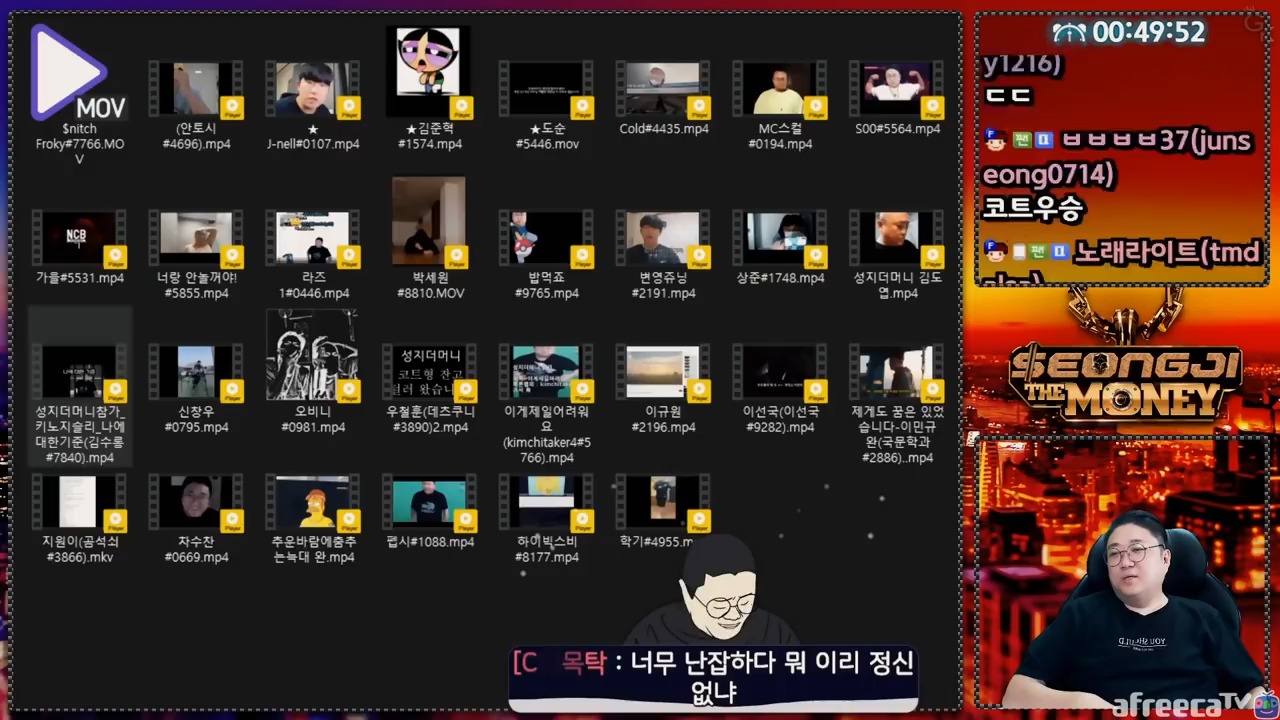 00:49:52
y1216)
ㄷㄷ
ㅂㅂㅂㅂ37(juns
eong0714)
코트우승
노래라이트(tmd
MOV
$nitch
Froky#7766.MO
V
(안토시
#4696).mp4
★
J-nell#0107.mp4
★김준혁
#1574.mp4
★도순
#5446.mov
Cold#4435.mp4
MC스컬
#0194.mp4
S00#5564.mp4
NCB
가을#5531.mp4
너랑 안놀꺼야!
#5855.mp4
라즈
1#0446.mp4
박세원
#8810.MOV
밥먹죠
#9765.mp4
변영쥬닝
#2191.mp4
상준#1748.mp4
성지더머니 김도
엽.mp4
성지더머니참가_
키노지슬리_나에
대한기준(김수롱
#7840).mp4
신창우
#0795.mp4
오비니
#0981.mp4
성지더머니
코트형 잔고
털러 왔습니
우철훈(데츠쿠니
#3890)2.mp4
이게제일어려워
요
(kimchitaker4#5
766).mp4
이규원
#2196.mp4
이선국(이선국
#9282).mp4
제게도 꿈은 있었
습니다-이민규
완(국문학과
#2886)..mp4
지원이(곰석쇠
#3866).mkv
차수찬
#0669.mp4
추운바람에춤추
는늑대 완.mp4
펩시#1088.mp4
하이빅스비
#8177.mp4
학기#4955.m
[C 목탁 : 너무 난잡하다 뭐 이리 정신
없냐
$EONGJI
THE MONEY
afreecaTV